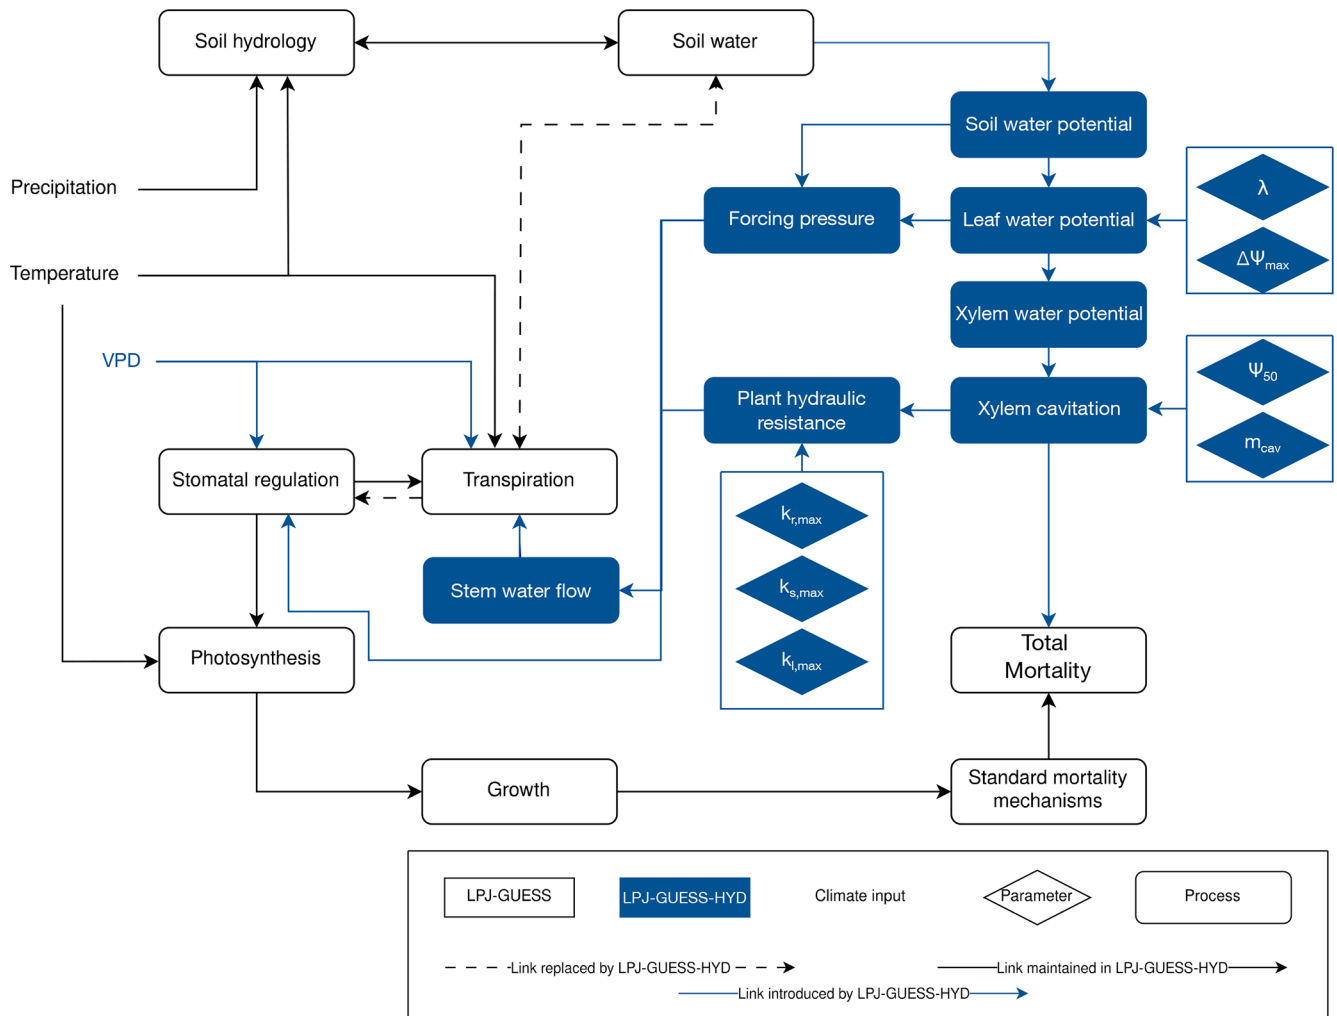 Soil hydrology
Soil water
Soil water potential
Precipitation
λ
Forcing pressure
Leaf water potential
ΔΨmax
Temperature
Xylem water potential
VPD
Ψ50
Plant hydraulic
resistance
Xylem cavitation
mcav
Stomatal regulation
Transpiration
kr,max
Stem water flow
ks,max
Photosynthesis
kl,max
Total
Mortality
Growth
Standard mortality
mechanisms
LPJ-GUESS
LPJ-GUESS-HYD
Climate input
Parameter
Process
Link replaced by LPJ-GUESS-HYD
Link maintained in LPJ-GUESS-HYD
Link introduced by LPJ-GUESS-HYD